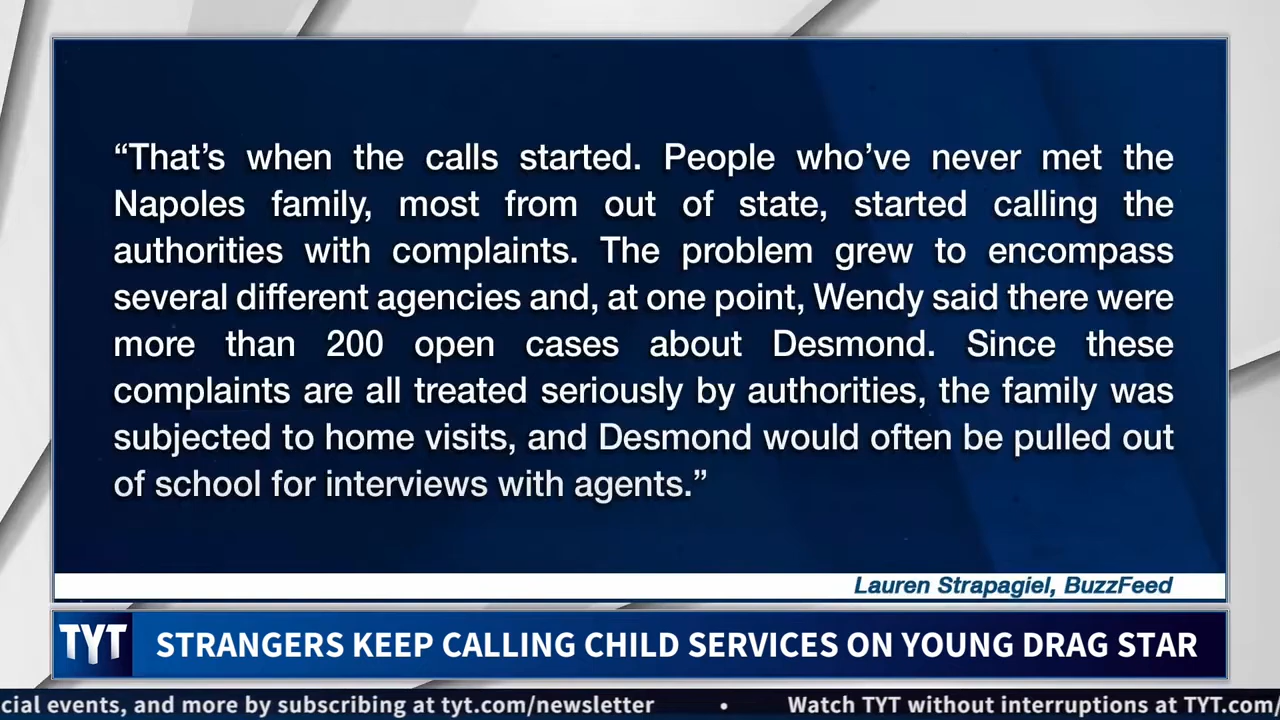 “That’s when the calls started. People who’ve never met the
Napoles family, most from out of state, started calling the
authorities with complaints. The problem grew to encompass
several different agencies and, at one point, Wendy said there were
more than 200 open cases about Desmond. Since these
complaints are all treated seriously by authorities, the family was
subjected to home visits, and Desmond would often be pulled out
of school for interviews with agents.”
Lauren Strapagiel, BuzzFeed
TYT STRANGERS KEEP CALLING CHILD SERVICES ON YOUNG DRAG STAR
cial events, and more by subscribing at tyt.com/newsletter • Watch TYT without interruptions at TYT.com/